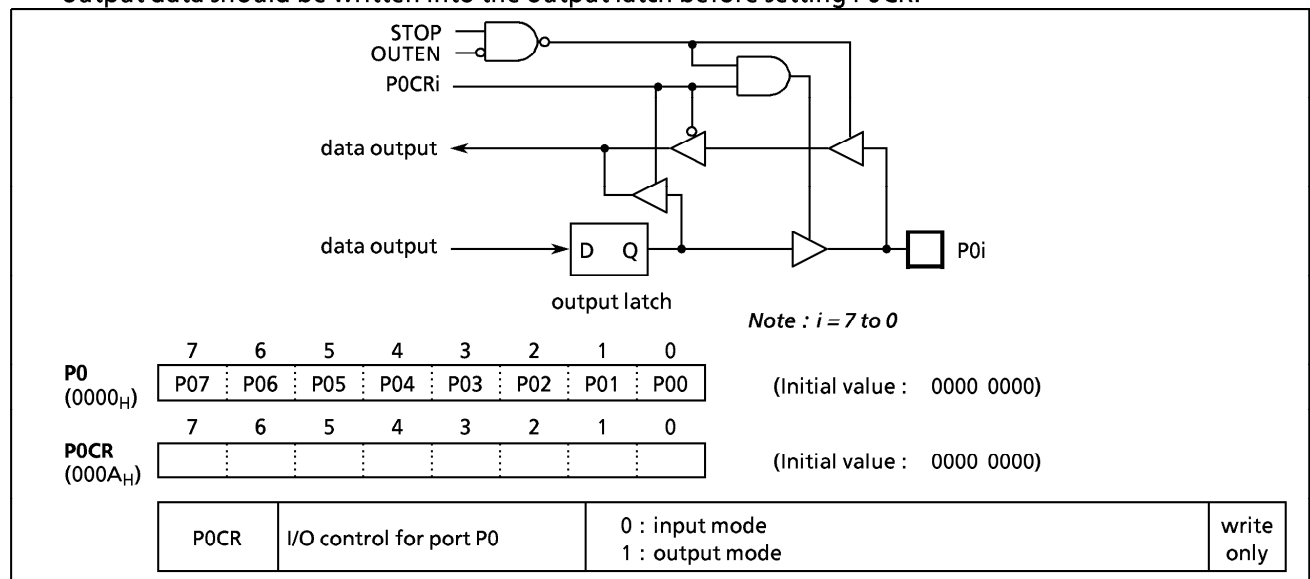 Output data should be written into the output latch before setting P0CR.
STOP
OUTEN
P0CRi
data output
data output
D Q
P0i
output latch
Note : i = 7 to 0
7 6 5 4 3 2 1 0
P0
(0000H)
P07 P06 P05 P04 P03 P02 P01 P00
(Initial value : 0000 0000)
7 6 5 4 3 2 1 0
P0CR
(000AH)
(Initial value : 0000 0000)
P0CR
I/O control for port P0
0 : input mode
1 : output mode
write
only